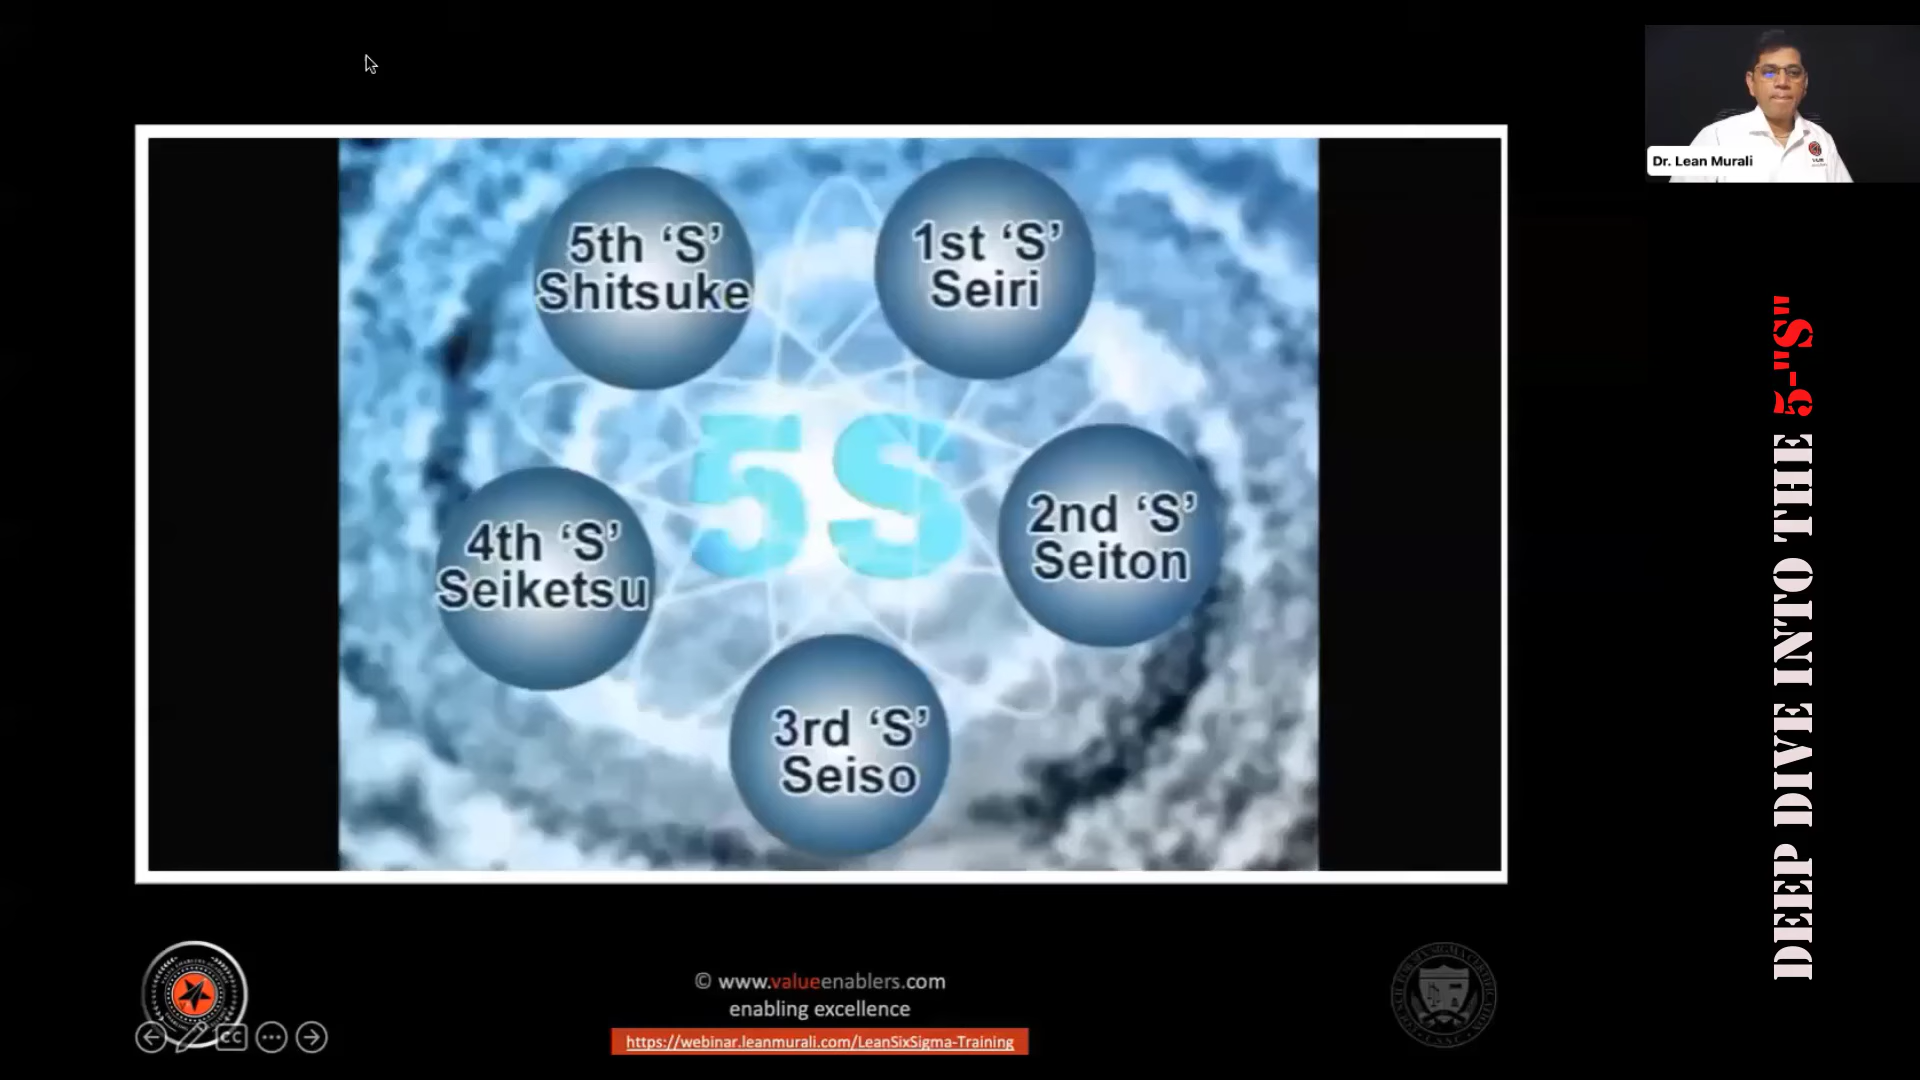 Dr. Lean Murali
5th ‘S’
Shitsuke
1st ‘S’
Seiri
5S
2nd ‘S’
Seiton
4th ‘S’
Seiketsu
3rd ‘S’
Seiso
DEEP DIVE INTO THE 5-"S"
© www.valueenablers.com
enabling excellence
https://webinar.leanmurali.com/LeanSixSigma-Training
CC